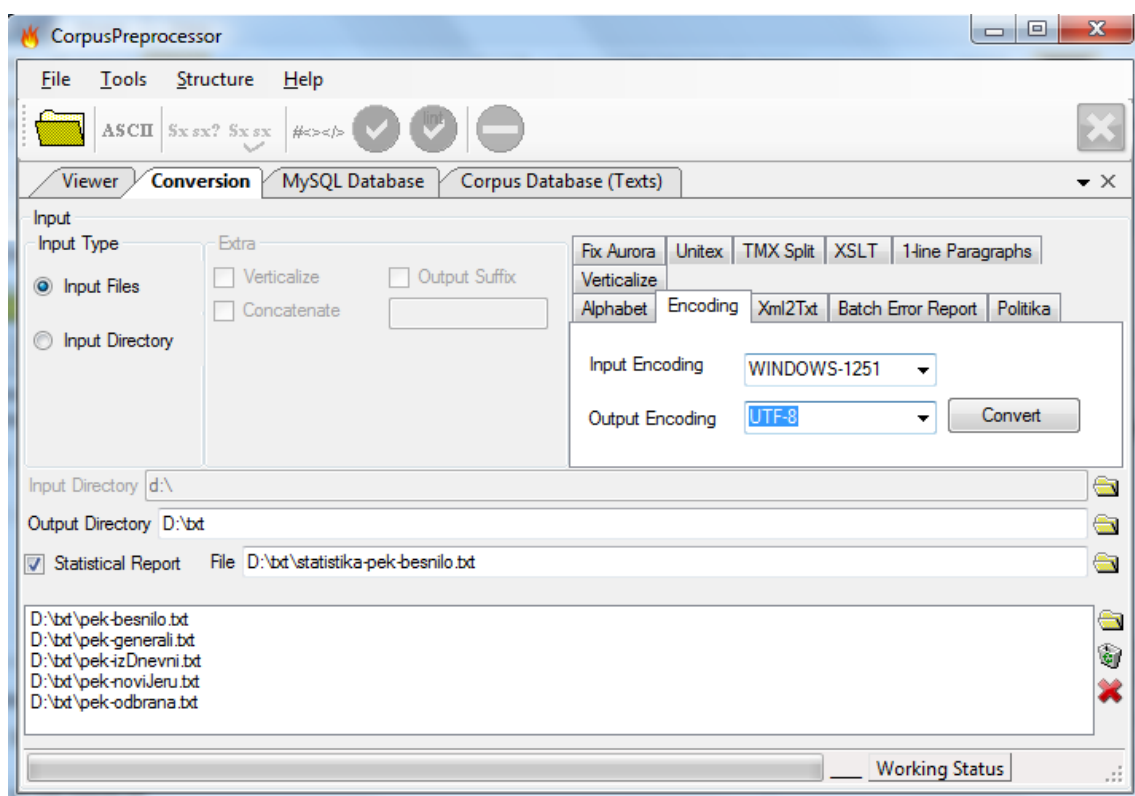 CorpusPreprocessor
File Tools Structure Help
ASCII Sx sx? Sx sx #<></> lint
Viewer Conversion MySQL Database Corpus Database (Texts)
Input
Input Type Extra
Fix Aurora Unitex TMX Split XSLT 1-line Paragraphs
Input Files Verticalize Output Suffix Verticalize
Concatenate Alphabet Encoding Xml2Txt Batch Error Report Politika
Input Directory
Input Encoding WINDOWS-1251
Output Encoding UTF-8 Convert
Input Directory d:\
Output Directory D:\txt
Statistical Report File D:\txt\statistika-pek-besnilo.txt
D:\txt\pek-besnilo.txt
D:\txt\pek-generali.txt
D:\txt\pek-izDnevni.txt
D:\txt\pek-noviJeru.txt
D:\txt\pek-odbrana.txt
Working Status